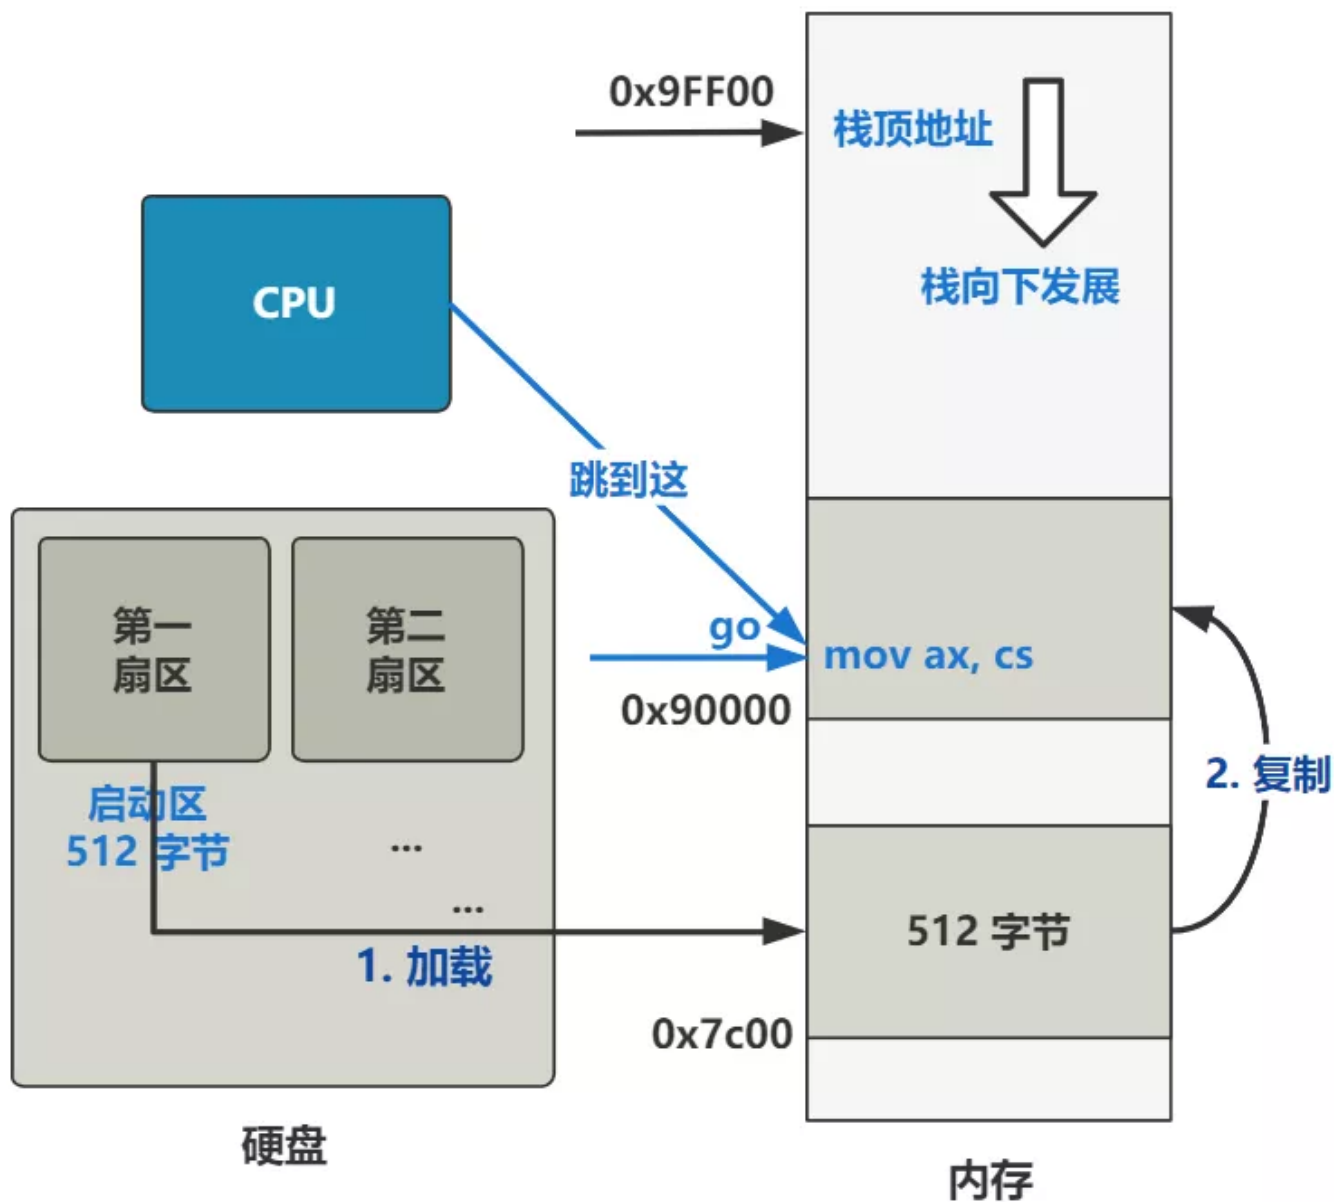 0x9FF00
栈顶地址
栈向下发展
CPU
跳到这
第一
扇区
第二
扇区
go
mov ax, cs
0x90000
2. 复制
启动区
512 字节
...
...
512 字节
1. 加载
0x7c00
硬盘
内存